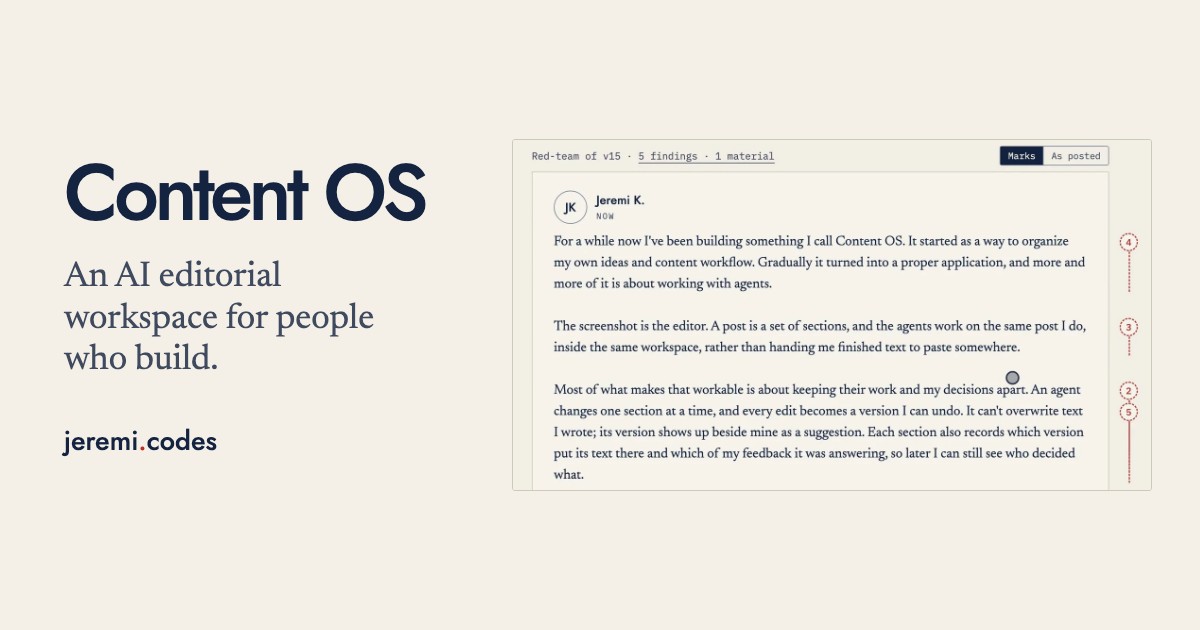 Content OS
An AI editorial
workspace for people
who build.
jeremi.codes
Red-team of v15 · 5 findings · 1 material
Marks
As posted
JK
Jeremi K.
NOW
For a while now I've been building something I call Content OS. It started as a way to organize
my own ideas and content workflow. Gradually it turned into a proper application, and more and
more of it is about working with agents.
4
The screenshot is the editor. A post is a set of sections, and the agents work on the same post I do,
inside the same workspace, rather than handing me finished text to paste somewhere.
3
Most of what makes that workable is about keeping their work and my decisions apart. An agent
changes one section at a time, and every edit becomes a version I can undo. It can't overwrite text
I wrote; its version shows up beside mine as a suggestion. Each section also records which version
put its text there and which of my feedback it was answering, so later I can still see who decided
what.
2
5